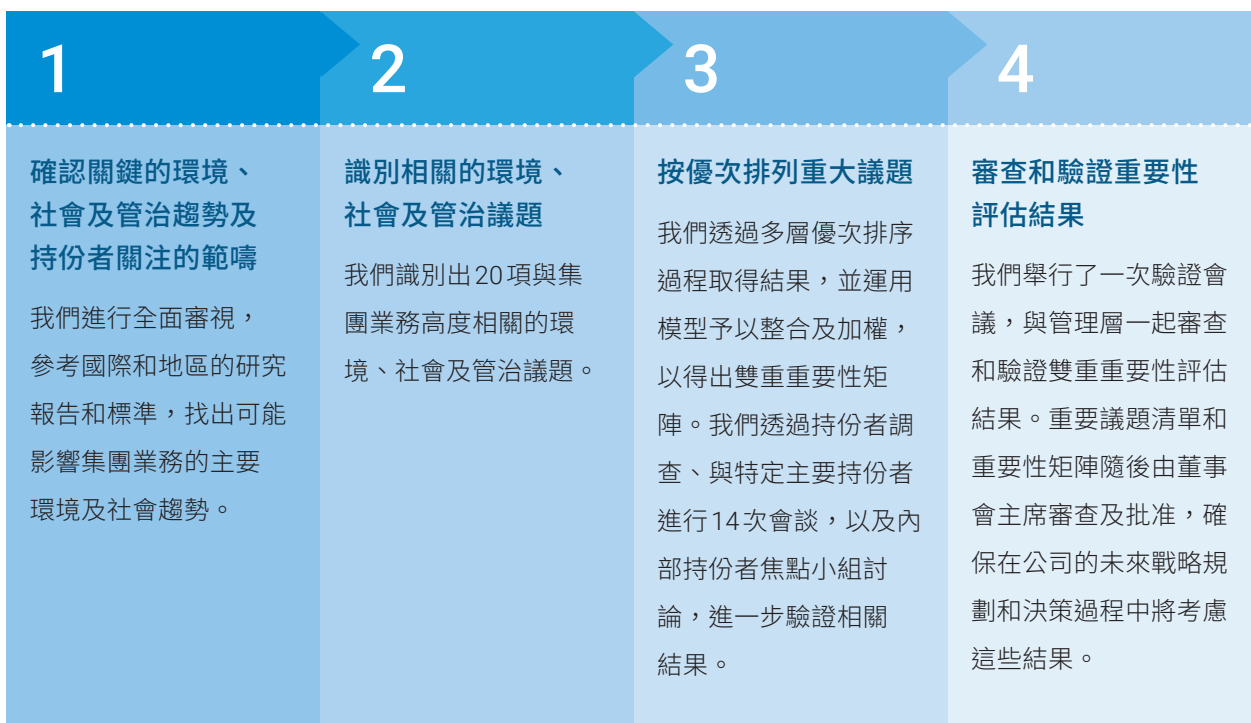 1
確認關鍵的環境、
社會及管治趨勢及
持份者關注的範疇
我們進行全面審視，
參考國際和地區的研究
報告和標準，找出可能
影響集團業務的主要
環境及社會趨勢。
2
識別相關的環境、
社會及管治議題
我們識別出20項與集
團業務高度相關的環
境、社會及管治議題。
3
按優次排列重大議題
我們透過多層優次排序
過程取得結果，並運用
模型予以整合及加權，
以得出雙重重要性矩
陣。我們透過持份者調
查、與特定主要持份者
進行14次會談，以及內
部持份者焦點小組討
論，進一步驗證相關
結果。
4
審查和驗證重要性
評估結果
我們舉行了一次驗證會
議，與管理層一起審查
和驗證雙重重要性評估
結果。重要議題清單和
重要性矩陣隨後由董事
會主席審查及批准，確
保在公司的未來戰略規
劃和決策過程中將考慮
這些結果。